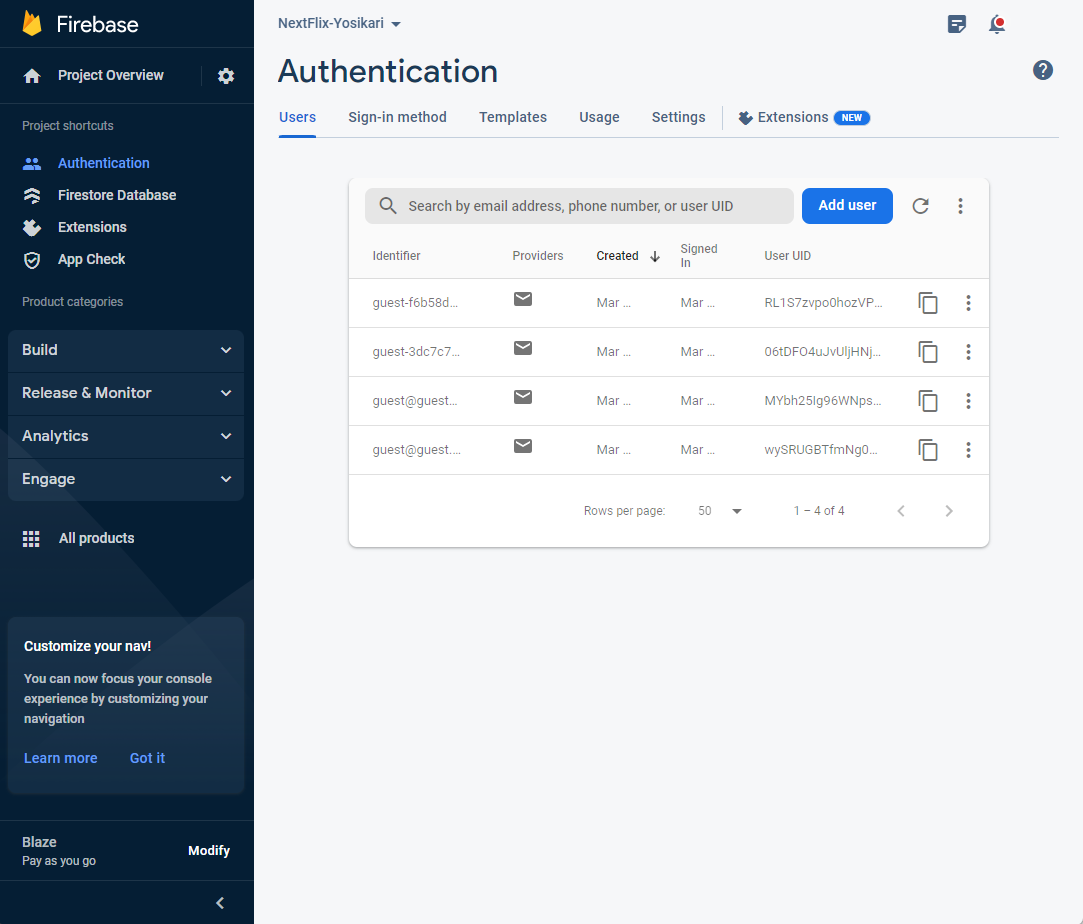 Firebase
Project Overview
Project shortcuts
Authentication
Firestore Database
Extensions
App Check
Product categories
Build
Release & Monitor
Analytics
Engage
All products
Customize your nav!
You can now focus your console
experience by customizing your
navigation
Learn more Got it
Blaze
Pay as you go
Modify
NextFlix-Yosikari
Authentication
Users Sign-in method Templates Usage Settings Extensions NEW
Search by email address, phone number, or user UID Add user
Identifier Providers Created Signed In User UID
guest-f6b58d... Mar ... Mar ... RL1S7zvpo0hozVP...
guest-3dc7c7... Mar ... Mar ... 06tDFO4uJvUljHNj...
guest@guest... Mar ... Mar ... MYbh25Ig96WNps...
guest@guest.... Mar ... Mar ... wySRUGBTfmNg0...
Rows per page: 50 1 – 4 of 4